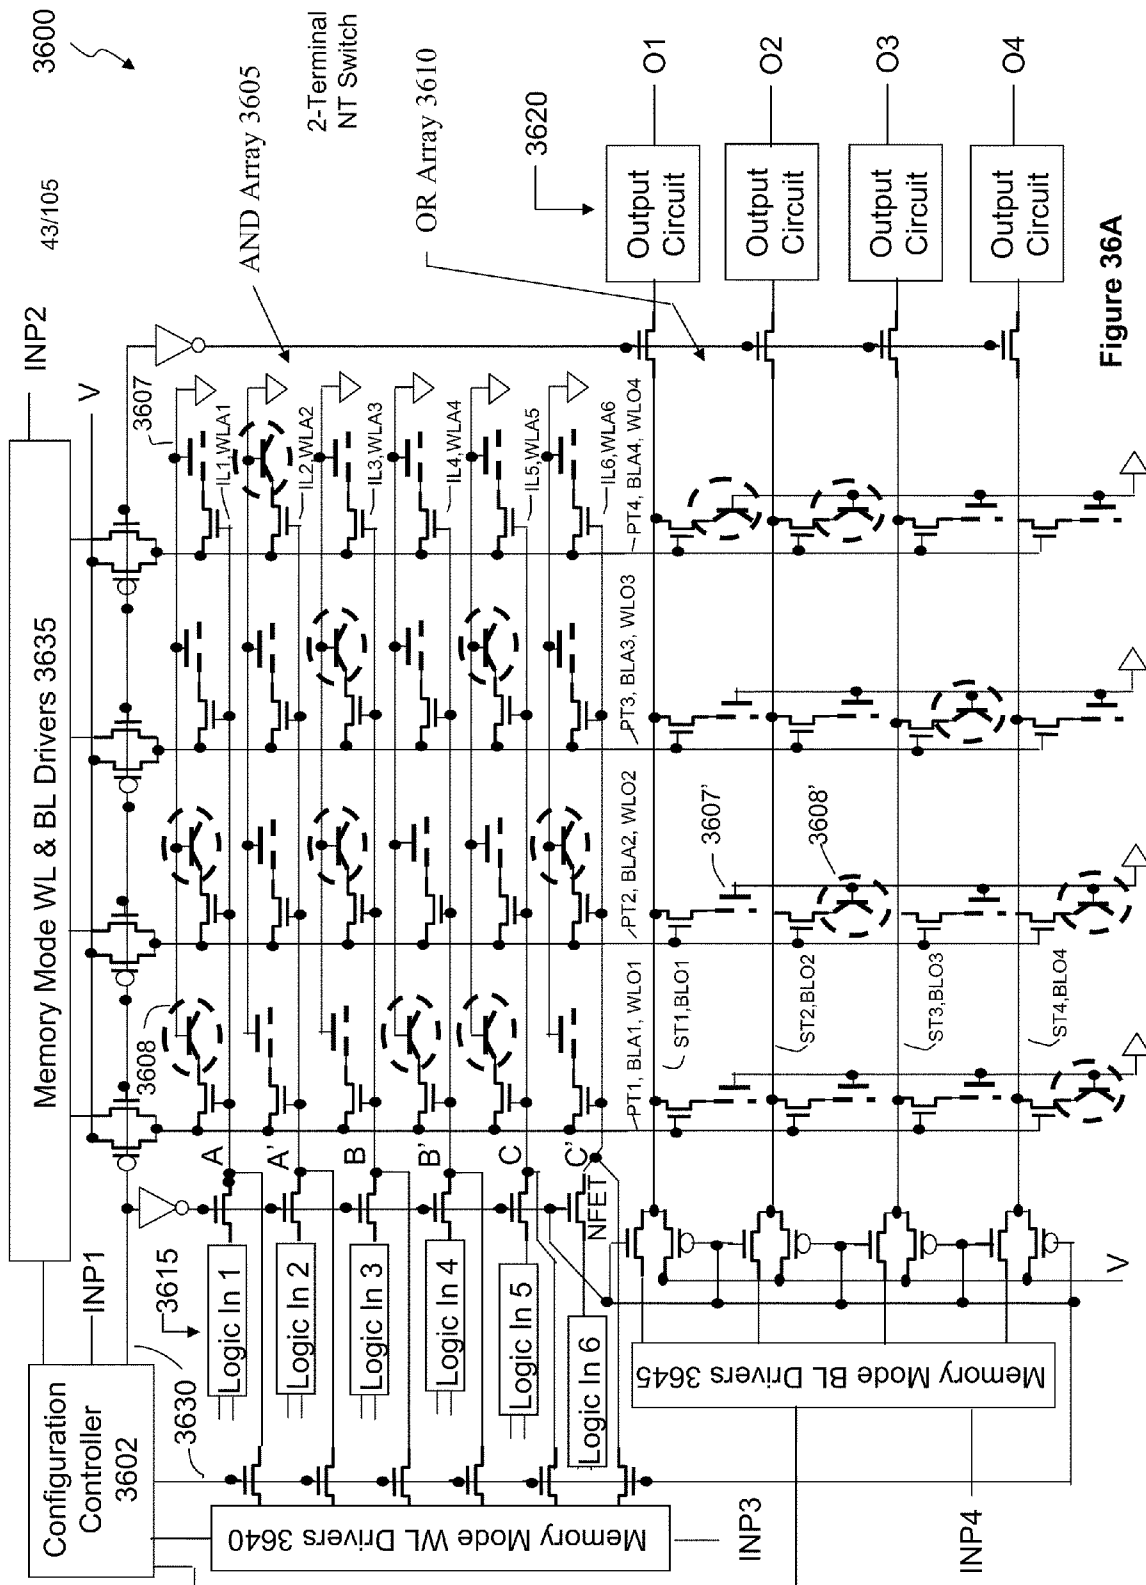 3600
43/105
INP2
V
Memory Mode WL & BL Drivers 3635
2-Terminal
NT Switch
AND Array 3605
OR Array 3610
3607
3608
IL1,WLA1
IL2,WLA2
IL3,WLA3
IL4,WLA4
IL5,WLA5
IL6,WLA6
A
A'
B
B'
C
C'
NFET
INP1
Configuration
Controller
3602
3615
3630
Logic In 1
Logic In 2
Logic In 3
Logic In 4
Logic In 5
Logic In 6
Memory Mode WL Drivers 3640
INP3
PT1, BLA1, WLO1
PT2, BLA2, WLO2
PT3, BLA3, WLO3
PT4, BLA4, WLO4
3607'
3608'
ST1,BLO1
ST2,BLO2
ST3,BLO3
ST4,BLO4
Memory Mode BL Drivers 3645
INP4
V
3620
Output
Circuit
O1
Output
Circuit
O2
Output
Circuit
O3
Output
Circuit
O4
Figure 36A